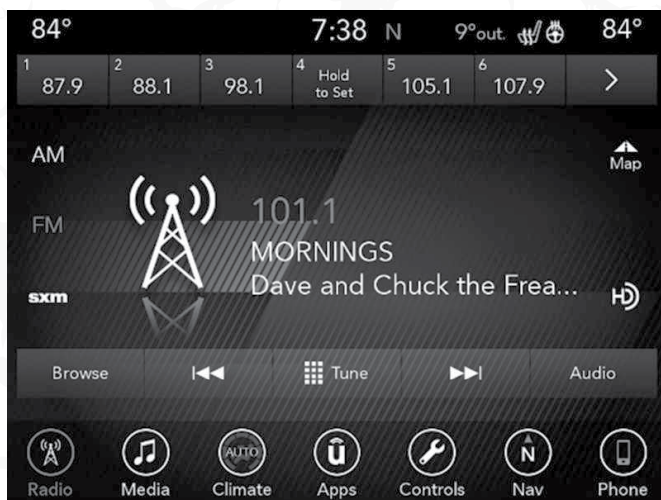 84° 7:38 N 9°out. 84°
1 87.9 2 88.1 3 98.1 4 Hold to Set 5 105.1 6 107.9 >
AM
Map
FM
101.1
MORNINGS
Dave and Chuck the Frea...
sxm
HD
Browse Tune Audio
AUTO û N
Radio Media Climate Apps Controls Nav Phone